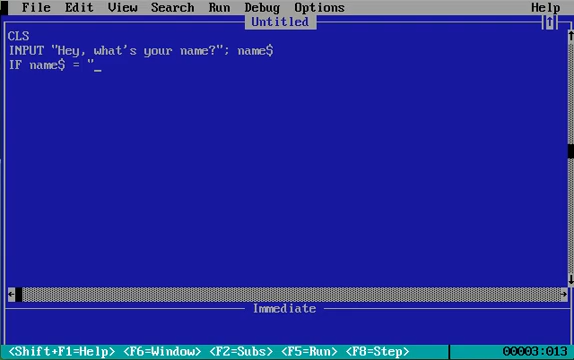 File Edit View Search Run Debug Options Help
Untitled
CLS
INPUT "Hey, what's your name?"; name$
IF name$ = "_
Immediate
<Shift+F1=Help> <F6=Window> <F2=Subs> <F5=Run> <F8=Step> 00003:013